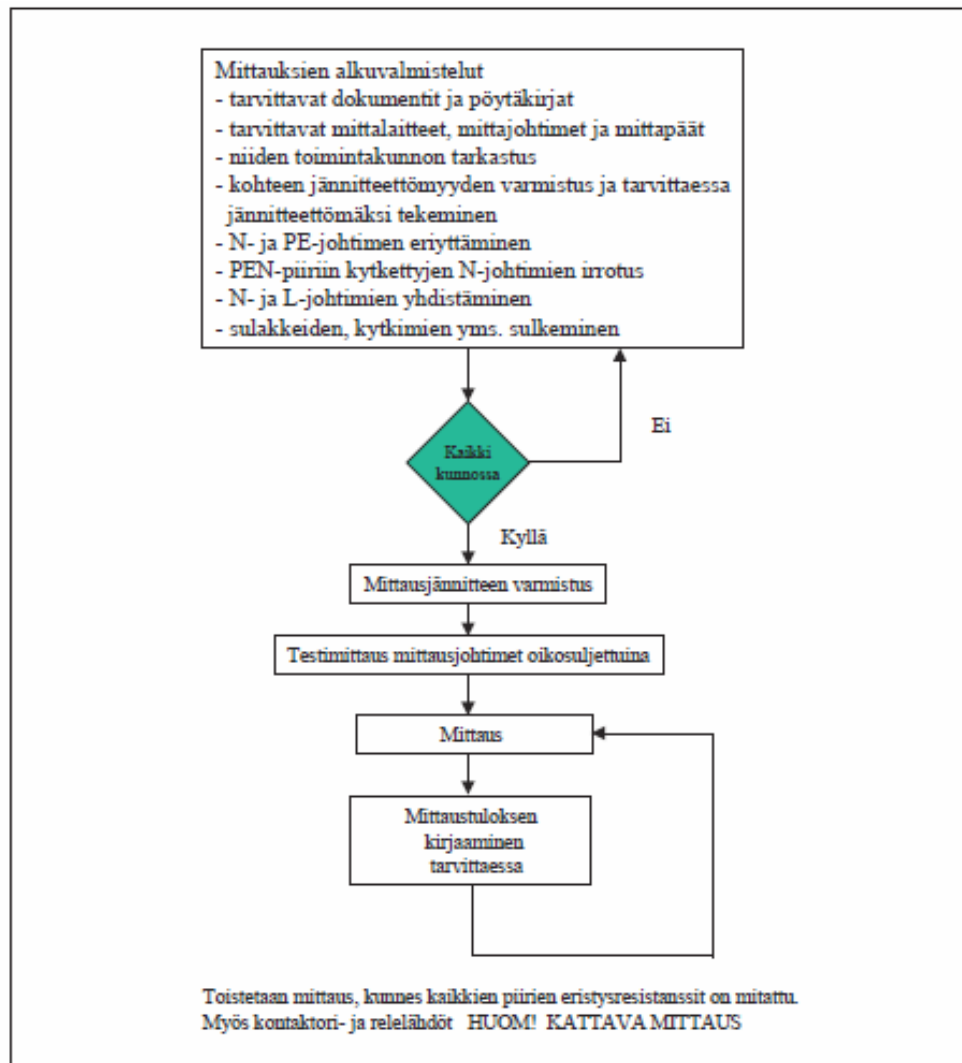 Mittauksien alkuvalmistelut
- tarvittavat dokumentit ja pöytäkirjat
- tarvittavat mittalaitteet, mittajohtimet ja mittapäät
- niiden toimintakunnon tarkastus
- kohteen jännitteettömyyden varmistus ja tarvittaessa
jännitteettömäksi tekeminen
- N- ja PE-johtimen eriyttäminen
- PEN-piiriin kytkettyjen N-johtimien irrotus
- N- ja L-johtimien yhdistäminen
- sulakkeiden, kytkimien yms. sulkeminen
Ei
Kaikki
kunnossa
Kyllä
Mittausjännitteen varmistus
Testimittaus mittausjohtimet oikosuljettuina
Mittaus
Mittaustuloksen
kirjaaminen
tarvittaessa
Toistetaan mittaus, kunnes kaikkien piirien eristysresistanssit on mitattu.
Myös kontaktori- ja relelähdöt HUOM! KATTAVA MITTAUS